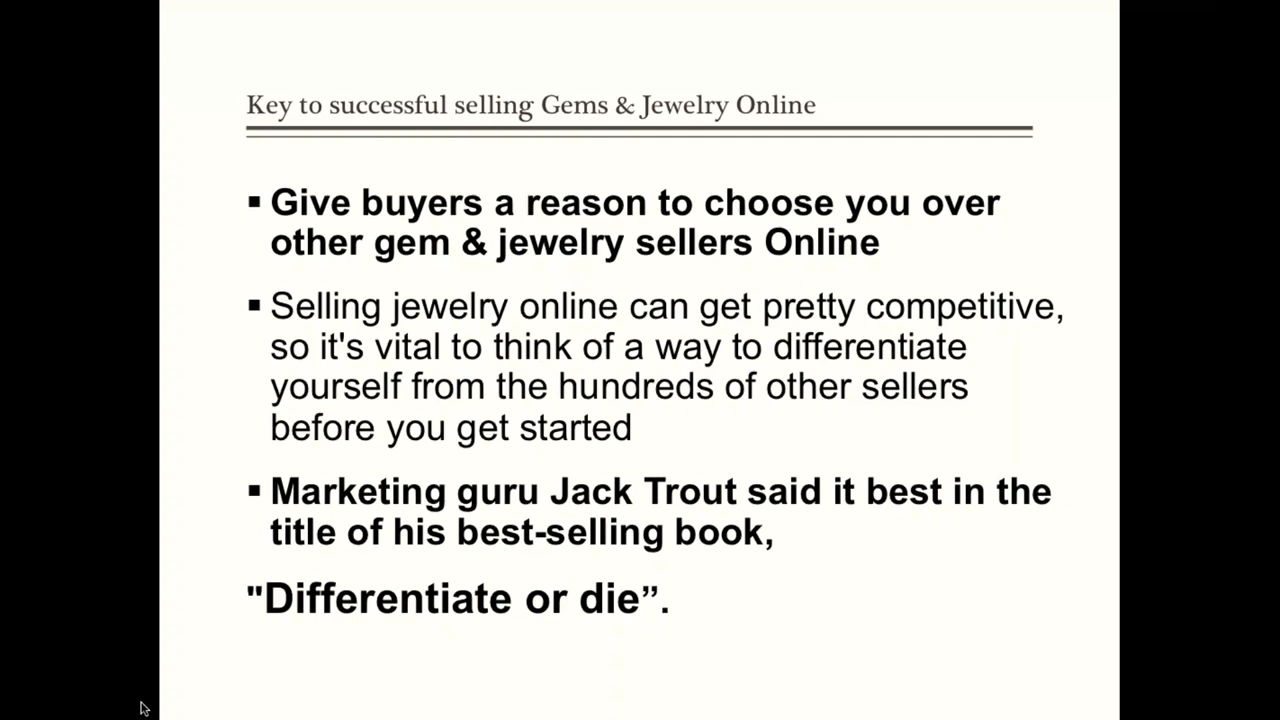 Key to successful selling Gems & Jewelry Online
▪ Give buyers a reason to choose you over
other gem & jewelry sellers Online
▪ Selling jewelry online can get pretty competitive,
so it's vital to think of a way to differentiate
yourself from the hundreds of other sellers
before you get started
▪ Marketing guru Jack Trout said it best in the
title of his best-selling book,
"Differentiate or die”.